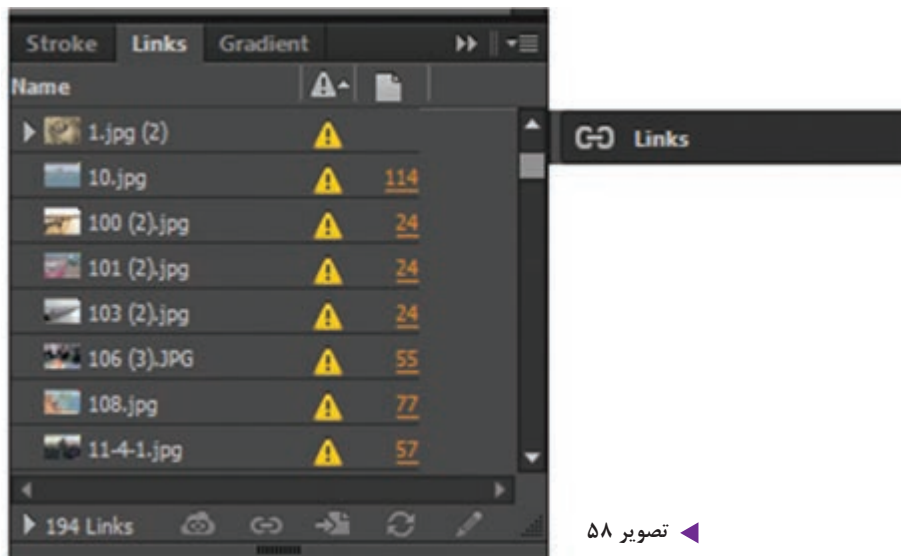 Stroke Links Gradient
Name
1.jpg (2)
10.jpg 114
100 (2).jpg 24
101 (2).jpg 24
103 (2).jpg 24
106 (3).JPG 55
108.jpg 77
11-4-1.jpg 57
194 Links
Links
تصویر ۵۸